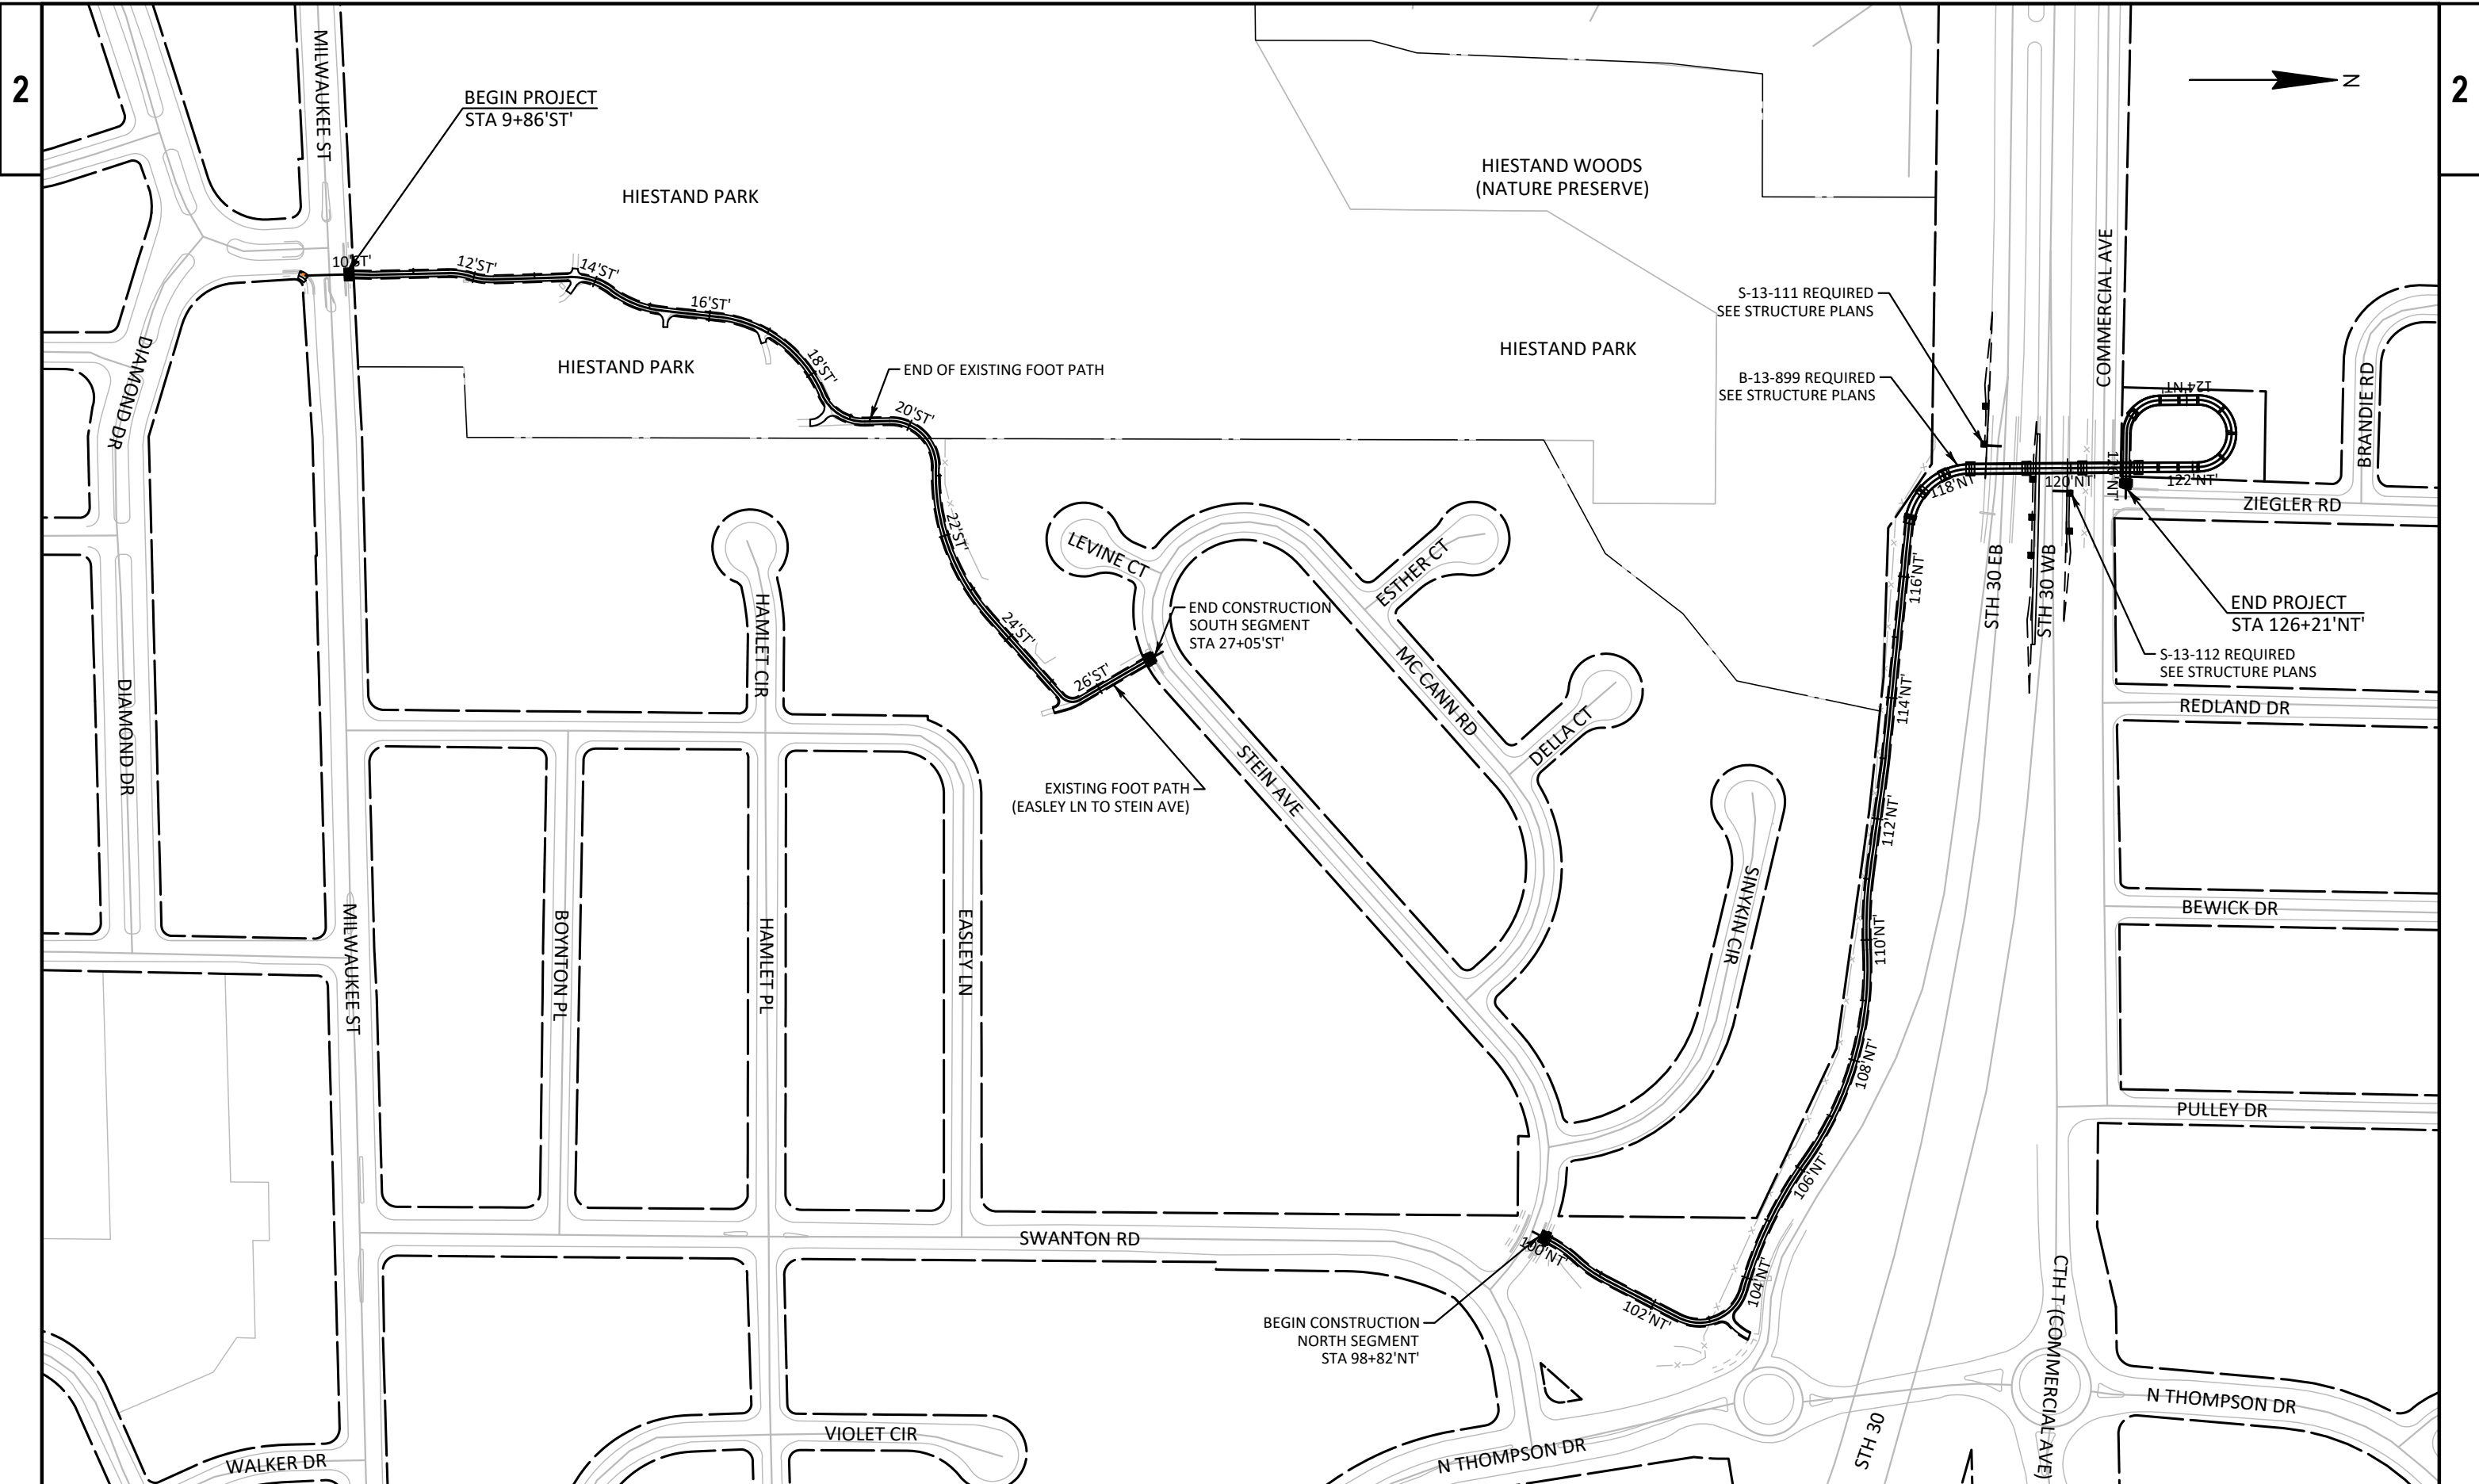 2
2
N
MILWAUKEE ST
BEGIN PROJECT
STA 9+86'ST'
HIESTAND PARK
HIESTAND WOODS
(NATURE PRESERVE)
10'ST'
12'ST'
14'ST'
16'ST'
18'ST'
20'ST'
22'ST'
24'ST'
26'ST'
HIESTAND PARK
END OF EXISTING FOOT PATH
HIESTAND PARK
S-13-111 REQUIRED
SEE STRUCTURE PLANS
B-13-899 REQUIRED
SEE STRUCTURE PLANS
COMMERCIAL AVE
124'NT'
BRANDIE RD
DIAMOND DR
118'NT'
120'NT'
126'NT'
122'NT'
ZIEGLER RD
LEVINE CT
ESTHER CT
HAMLET CIR
END CONSTRUCTION
SOUTH SEGMENT
STA 27+05'ST'
116'NT'
STH 30 EB
STH 30 WB
END PROJECT
STA 126+21'NT'
S-13-112 REQUIRED
SEE STRUCTURE PLANS
MC CANN RD
DELLA CT
114'NT'
REDLAND DR
DIAMOND DR
STEIN AVE
EXISTING FOOT PATH
(EASLEY LN TO STEIN AVE)
112'NT'
SINYKIN CIR
BEWICK DR
MILWAUKEE ST
BOYNTON PL
HAMLET PL
EASLEY LN
110'NT'
108'NT'
PULLEY DR
106'NT'
SWANTON RD
100'NT'
104'NT'
102'NT'
BEGIN CONSTRUCTION
NORTH SEGMENT
STA 98+82'NT'
CTH T (COMMERCIAL AVE)
N THOMPSON DR
VIOLET CIR
WALKER DR
N THOMPSON DR
STH 30